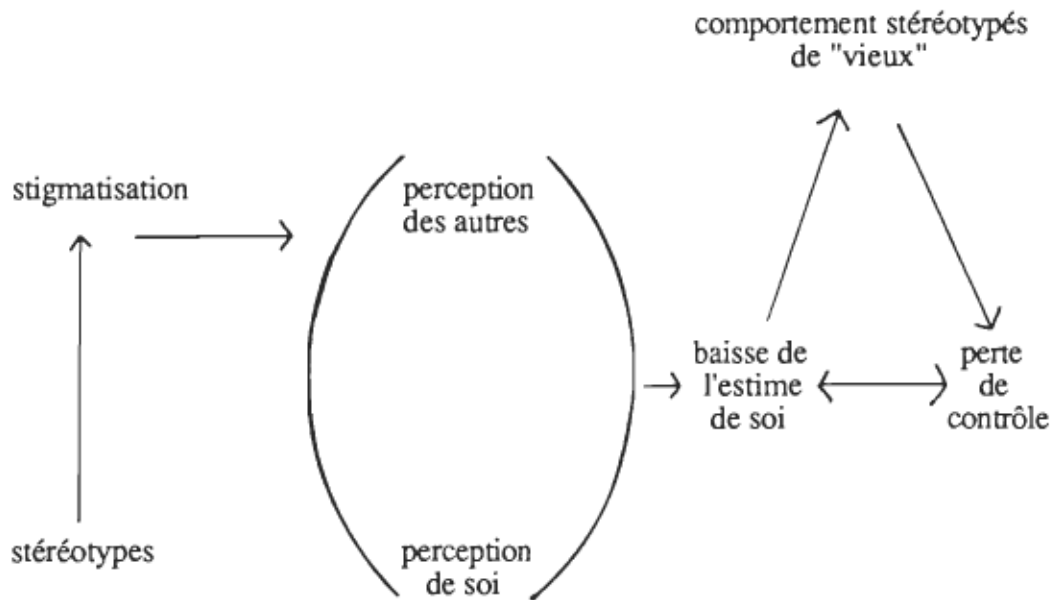 comportement stéréotypés
de "vieux"
stigmatisation
perception
des autres
baisse de
l'estime
de soi
perte
de
contrôle
stéréotypes
perception
de soi